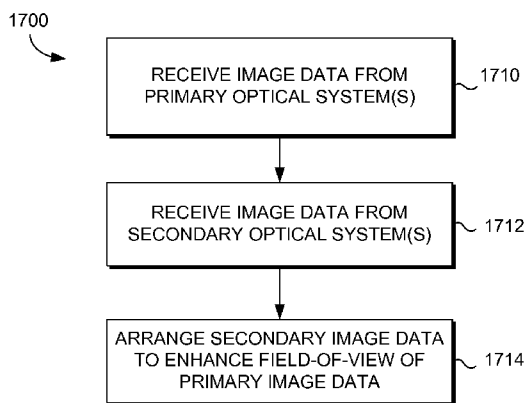 1700
RECEIVE IMAGE DATA FROM
PRIMARY OPTICAL SYSTEM(S)
1710
RECEIVE IMAGE DATA FROM
SECONDARY OPTICAL SYSTEM(S)
1712
ARRANGE SECONDARY IMAGE DATA
TO ENHANCE FIELD-OF-VIEW OF
PRIMARY IMAGE DATA
1714